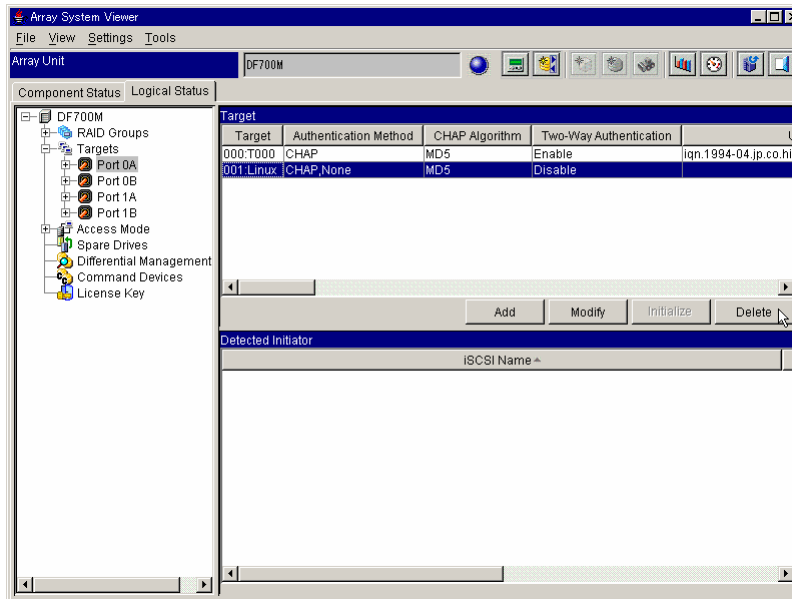 Array System Viewer
File View Settings Tools
Array Unit
DF700M
Component Status
Logical Status
DF700M
RAID Groups
Targets
Port 0A
Port 0B
Port 1A
Port 1B
Access Mode
Spare Drives
Differential Management
Command Devices
License Key
Target
Target Authentication Method CHAP Algorithm Two-Way Authentication U
000:T000 CHAP MD5 Enable iqn.1994-04.jp.co.hi
001:Linux CHAP,None MD5 Disable
Add Modify Initialize Delete
Detected Initiator
iSCSI Name